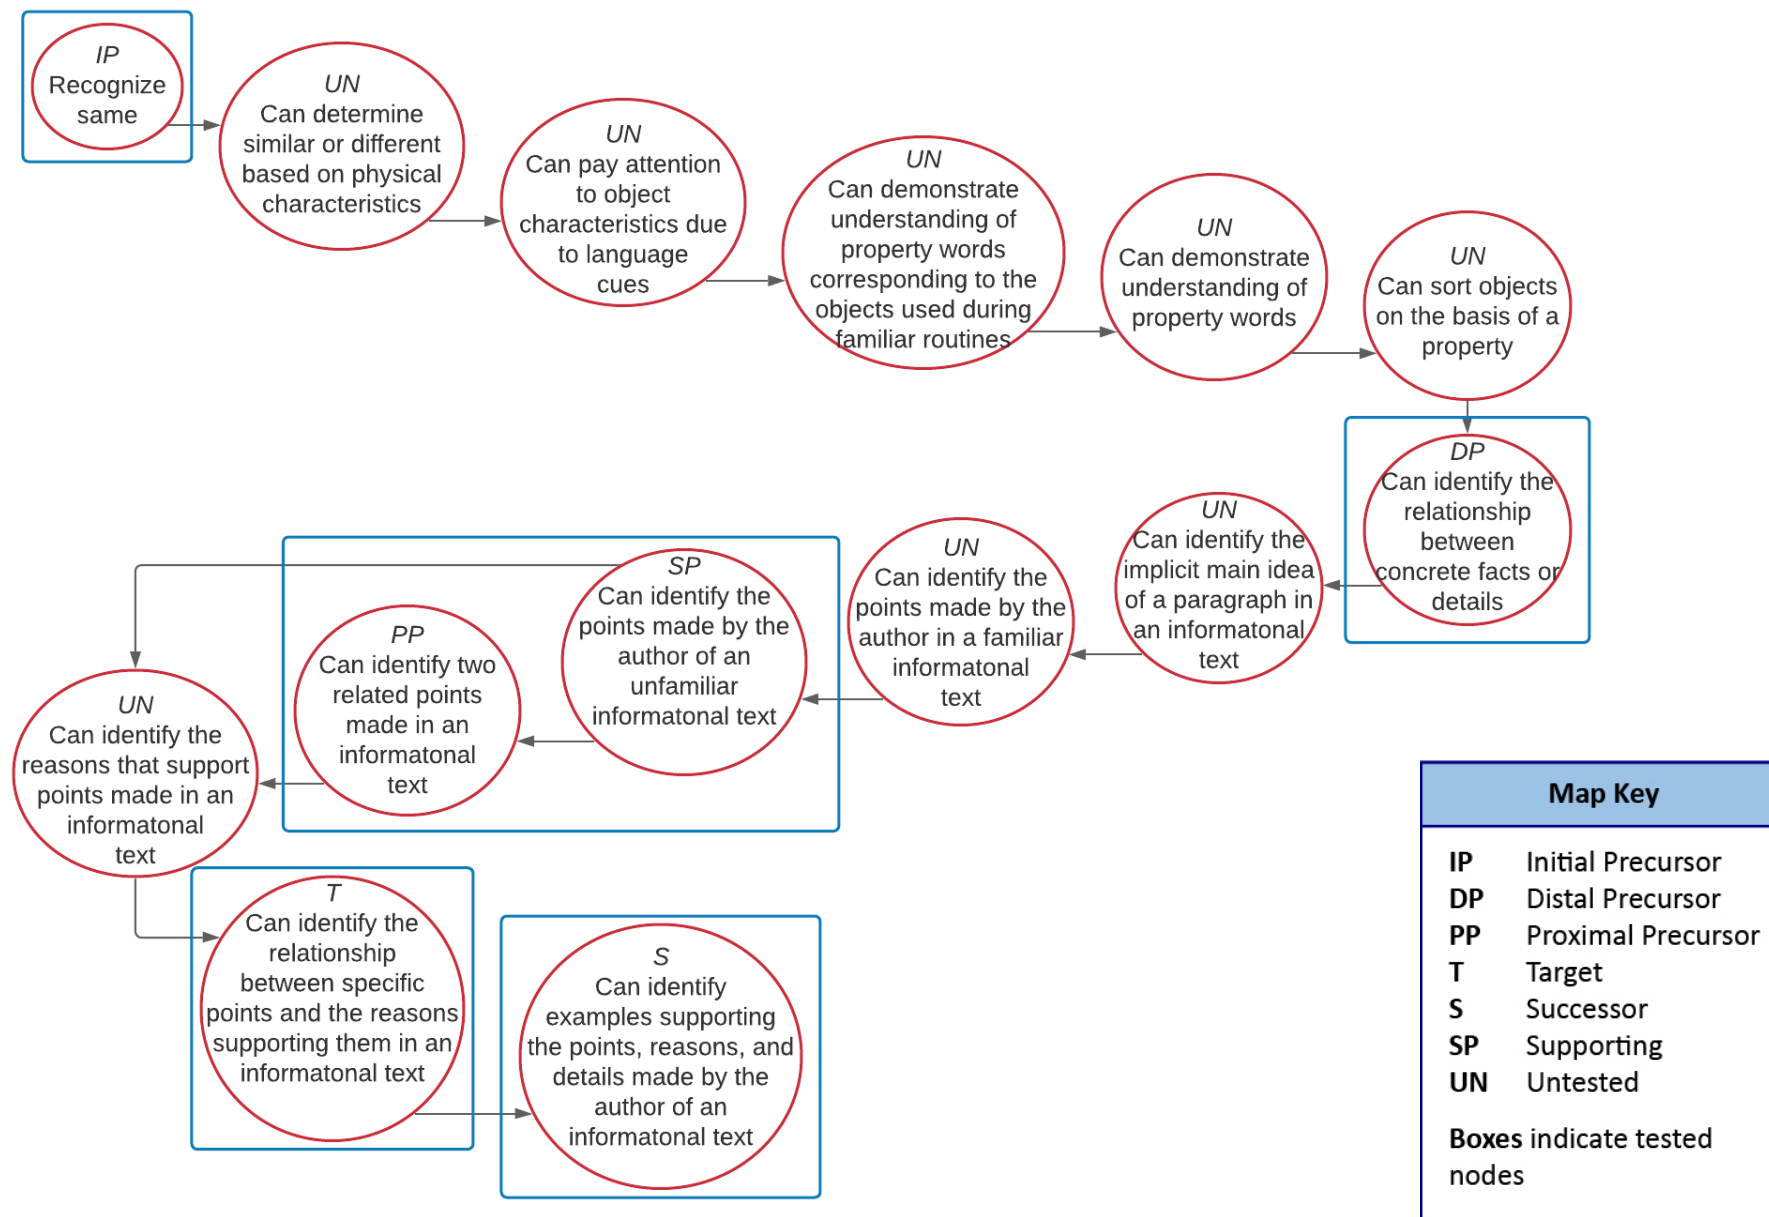 IP
Recognize
same
UN
Can determine
similar or different
based on physical
characteristics
UN
Can pay attention
to object
characteristics due
to language
cues
UN
Can demonstrate
understanding of
property words
corresponding to the
objects used during
familiar routines
UN
Can demonstrate
understanding of
property words
UN
Can sort objects
on the basis of a
property
DP
Can identify the
relationship
between
concrete facts or
details
UN
Can identify the
implicit main idea
of a paragraph in
an informatonal
text
UN
Can identify the
points made by the
author in a familiar
informatonal
text
SP
Can identify the
points made by the
author of an
unfamiliar
informatonal text
PP
Can identify two
related points
made in an
informatonal
text
UN
Can identify the
reasons that support
points made in an
informatonal
text
T
Can identify the
relationship
between specific
points and the reasons
supporting them in an
informatonal text
S
Can identify
examples supporting
the points, reasons, and
details made by the
author of an
informatonal text
Map Key
IP Initial Precursor
DP Distal Precursor
PP Proximal Precursor
T Target
S Successor
SP Supporting
UN Untested
Boxes indicate tested
nodes